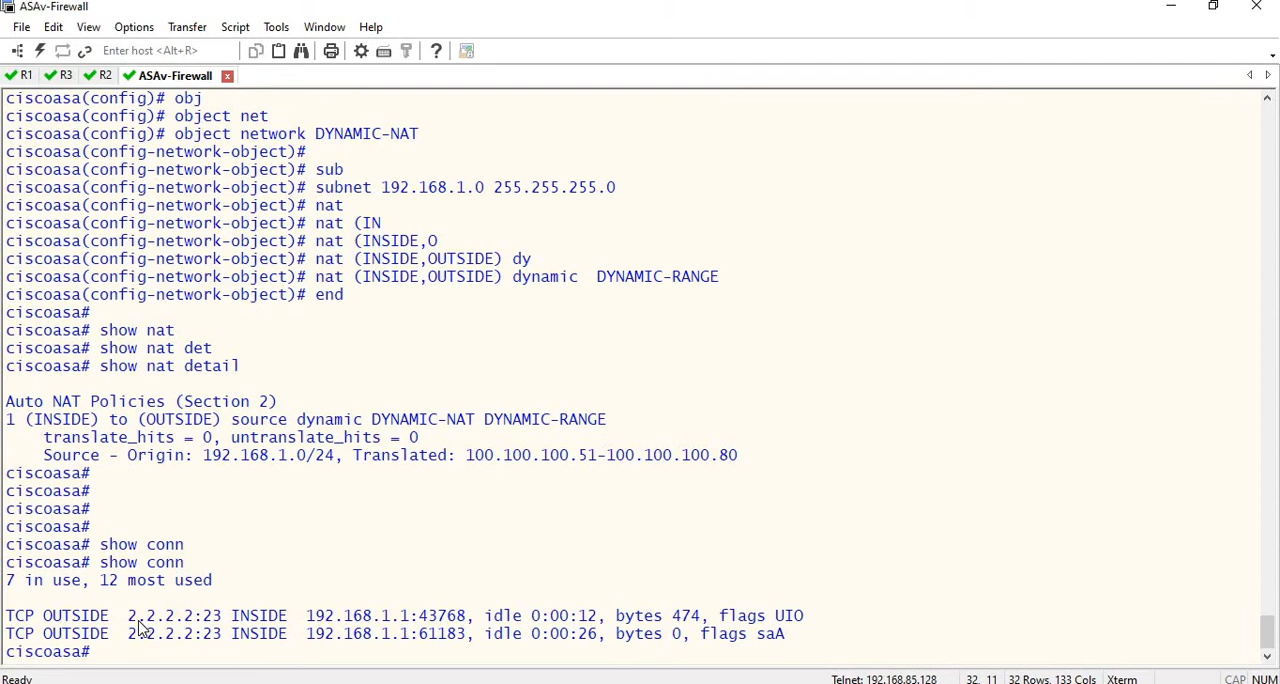 ASAv-Firewall
File Edit View Options Transfer Script Tools Window Help
Enter host <Alt+R>
R1 R3 R2 ASAv-Firewall
ciscoasa(config)# obj
ciscoasa(config)# object net
ciscoasa(config)# object network DYNAMIC-NAT
ciscoasa(config-network-object)#
ciscoasa(config-network-object)# sub
ciscoasa(config-network-object)# subnet 192.168.1.0 255.255.255.0
ciscoasa(config-network-object)# nat
ciscoasa(config-network-object)# nat (IN
ciscoasa(config-network-object)# nat (INSIDE,O
ciscoasa(config-network-object)# nat (INSIDE,OUTSIDE) dy
ciscoasa(config-network-object)# nat (INSIDE,OUTSIDE) dynamic  DYNAMIC-RANGE
ciscoasa(config-network-object)# end
ciscoasa#
ciscoasa# show nat
ciscoasa# show nat det
ciscoasa# show nat detail
Auto NAT Policies (Section 2)
1 (INSIDE) to (OUTSIDE) source dynamic DYNAMIC-NAT DYNAMIC-RANGE
    translate_hits = 0, untranslate_hits = 0
    Source - Origin: 192.168.1.0/24, Translated: 100.100.100.51-100.100.100.80
ciscoasa#
ciscoasa#
ciscoasa#
ciscoasa#
ciscoasa# show conn
ciscoasa# show conn
7 in use, 12 most used
TCP OUTSIDE  2.2.2.2:23 INSIDE  192.168.1.1:43768, idle 0:00:12, bytes 474, flags UIO
TCP OUTSIDE  2.2.2.2:23 INSIDE  192.168.1.1:61183, idle 0:00:26, bytes 0, flags saA
ciscoasa#
Ready Telnet: 192.168.85.128 32, 11 32 Rows, 133 Cols Xterm CAP NUM